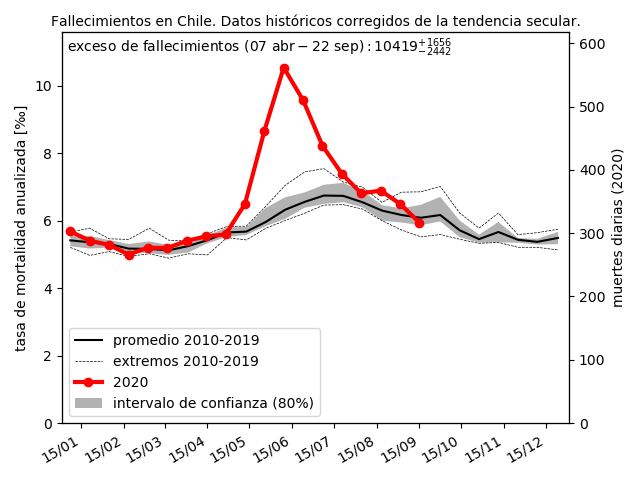 Fallecimientos en Chile. Datos históricos corregidos de la tendencia secular.
exceso de fallecimientos (07 abr − 22 sep) : 10419 +1656 −2442
tasa de mortalidad anualizada [‰]
10
8
6
4
2
0
600
500
400
300
200
100
0
muertes diarias (2020)
promedio 2010-2019
extremos 2010-2019
2020
intervalo de confianza (80%)
15/01 15/02 15/03 15/04 15/05 15/06 15/07 15/08 15/09 15/10 15/11 15/12